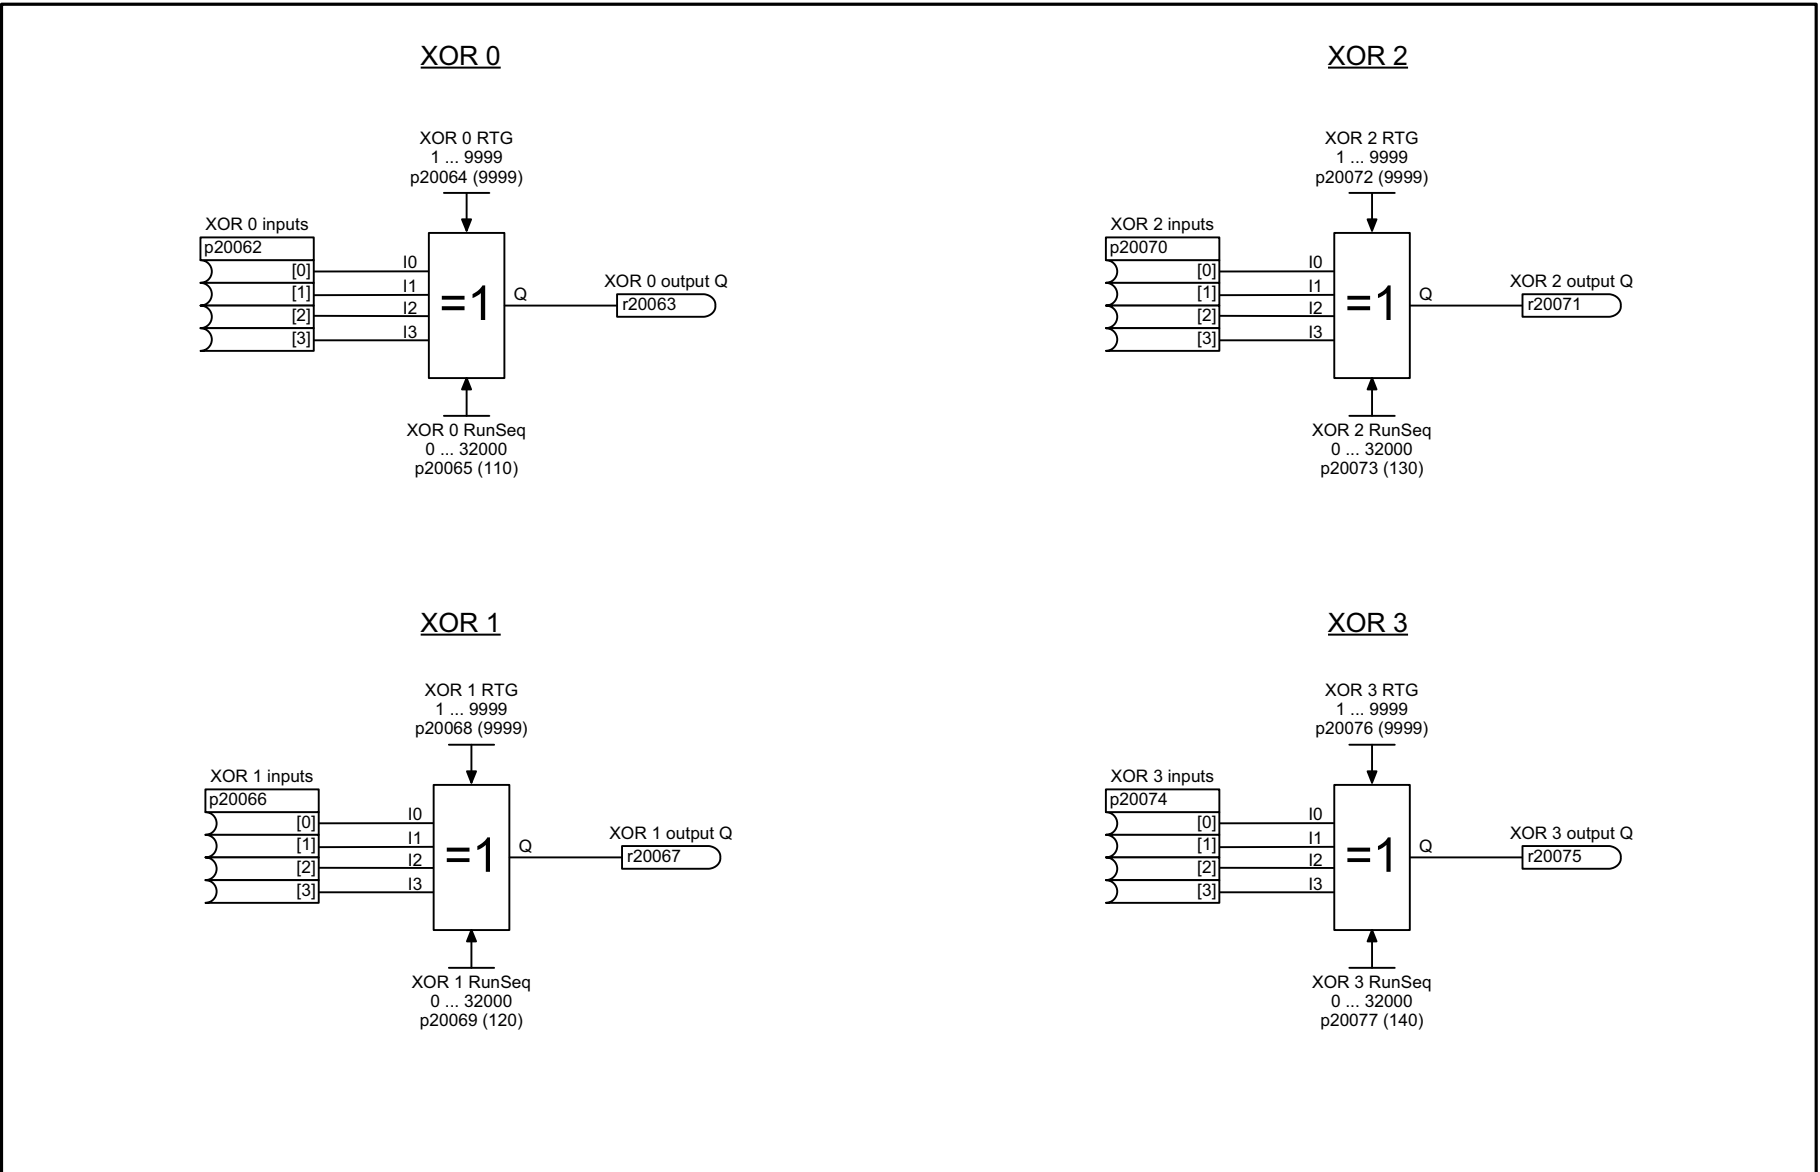 XOR 0
XOR 0 RTG
1 ... 9999
p20064 (9999)
XOR 0 inputs
p20062
[0]
[1]
[2]
[3]
I0
I1
I2
I3
=1
Q
XOR 0 output Q
r20063
XOR 0 RunSeq
0 ... 32000
p20065 (110)
XOR 2
XOR 2 RTG
1 ... 9999
p20072 (9999)
XOR 2 inputs
p20070
[0]
[1]
[2]
[3]
I0
I1
I2
I3
=1
Q
XOR 2 output Q
r20071
XOR 2 RunSeq
0 ... 32000
p20073 (130)
XOR 1
XOR 1 RTG
1 ... 9999
p20068 (9999)
XOR 1 inputs
p20066
[0]
[1]
[2]
[3]
I0
I1
I2
I3
=1
Q
XOR 1 output Q
r20067
XOR 1 RunSeq
0 ... 32000
p20069 (120)
XOR 3
XOR 3 RTG
1 ... 9999
p20076 (9999)
XOR 3 inputs
p20074
[0]
[1]
[2]
[3]
I0
I1
I2
I3
=1
Q
XOR 3 output Q
r20075
XOR 3 RunSeq
0 ... 32000
p20077 (140)